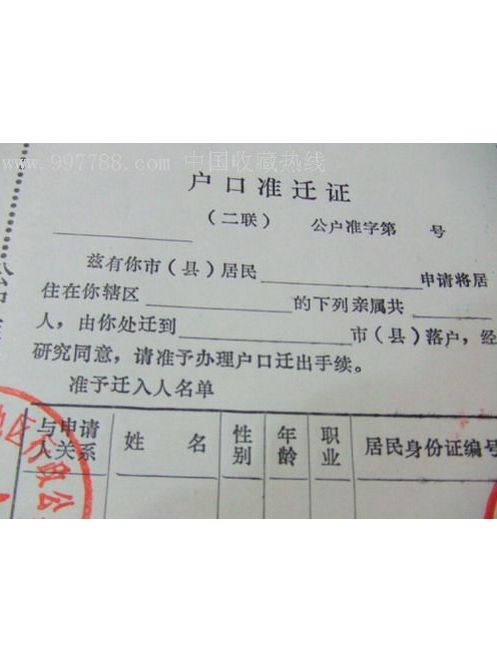 www.997788.com 中国收藏热线
户口准迁证
(二联) 公户准字第 号
兹有你市(县)居民 申请将居
住在你辖区 的下列亲属共
人,由你处迁到 市(县)落户,经
研究同意,请准予办理户口迁出手续。
准予迁入人名单
与申请人关系 姓名 性别 年龄 职业 居民身份证编号